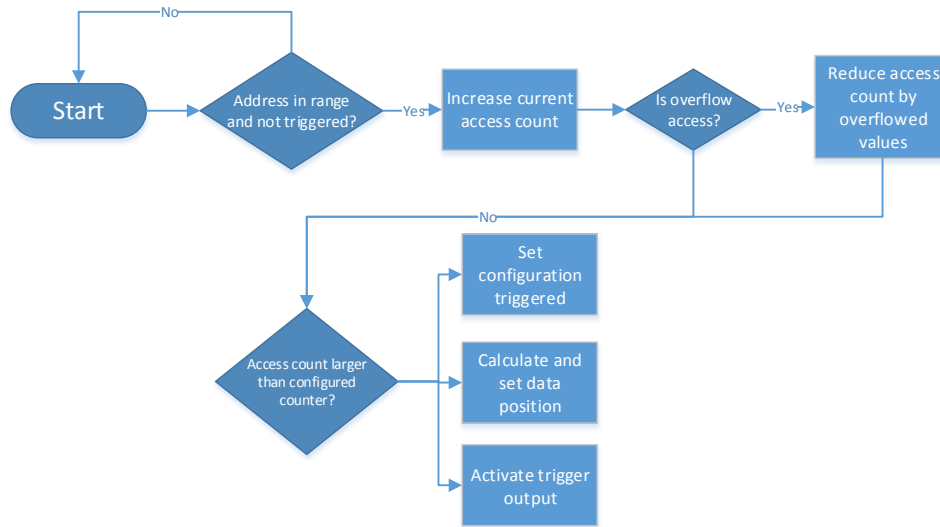 No
Start
Address in range
and not triggered?
Yes
Increase current
access count
Is overflow
access?
Yes
Reduce access
count by
overflowed
values
No
Set
configuration
triggered
Access count larger
than configured
counter?
Calculate and
set data
position
Activate trigger
output